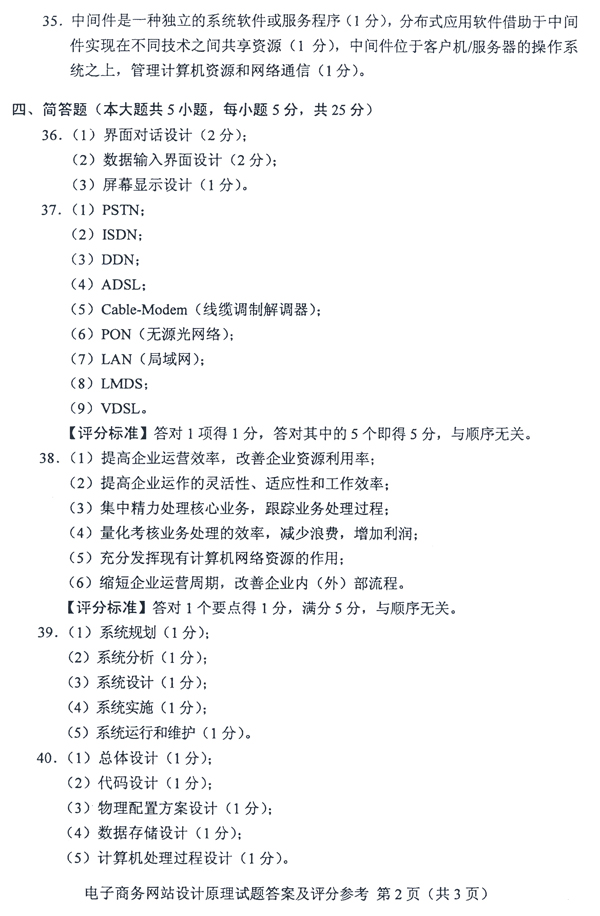 35．中间件是一种独立的系统软件或服务程序（1 分），分布式应用软件借助于中间
件实现在不同技术之间共享资源（1 分），中间件位于客户机/服务器的操作系
统之上，管理计算机资源和网络通信（1 分）。
四、简答题（本大题共 5 小题，每小题 5 分，共 25 分）
36．（1）界面对话设计（2 分）；
（2）数据输入界面设计（2 分）；
（3）屏幕显示设计（1 分）。
37．（1）PSTN；
（2）ISDN；
（3）DDN；
（4）ADSL；
（5）Cable-Modem（线缆调制解调器）；
（6）PON（无源光网络）；
（7）LAN（局域网）；
（8）LMDS；
（9）VDSL。
【评分标准】答对 1 项得 1 分，答对其中的 5 个即得 5 分，与顺序无关。
38．（1）提高企业运营效率，改善企业资源利用率；
（2）提高企业运作的灵活性、适应性和工作效率；
（3）集中精力处理核心业务，跟踪业务处理过程；
（4）量化考核业务处理的效率，减少浪费，增加利润；
（5）充分发挥现有计算机网络资源的作用；
（6）缩短企业运营周期，改善企业内（外）部流程。
【评分标准】答对 1 个要点得 1 分，满分 5 分，与顺序无关。
39．（1）系统规划（1 分）；
（2）系统分析（1 分）；
（3）系统设计（1 分）；
（4）系统实施（1 分）；
（5）系统运行和维护（1 分）。
40．（1）总体设计（1 分）；
（2）代码设计（1 分）；
（3）物理配置方案设计（1 分）；
（4）数据存储设计（1 分）；
（5）计算机处理过程设计（1 分）。
电子商务网站设计原理试题答案及评分参考 第 2 页（共 3 页）